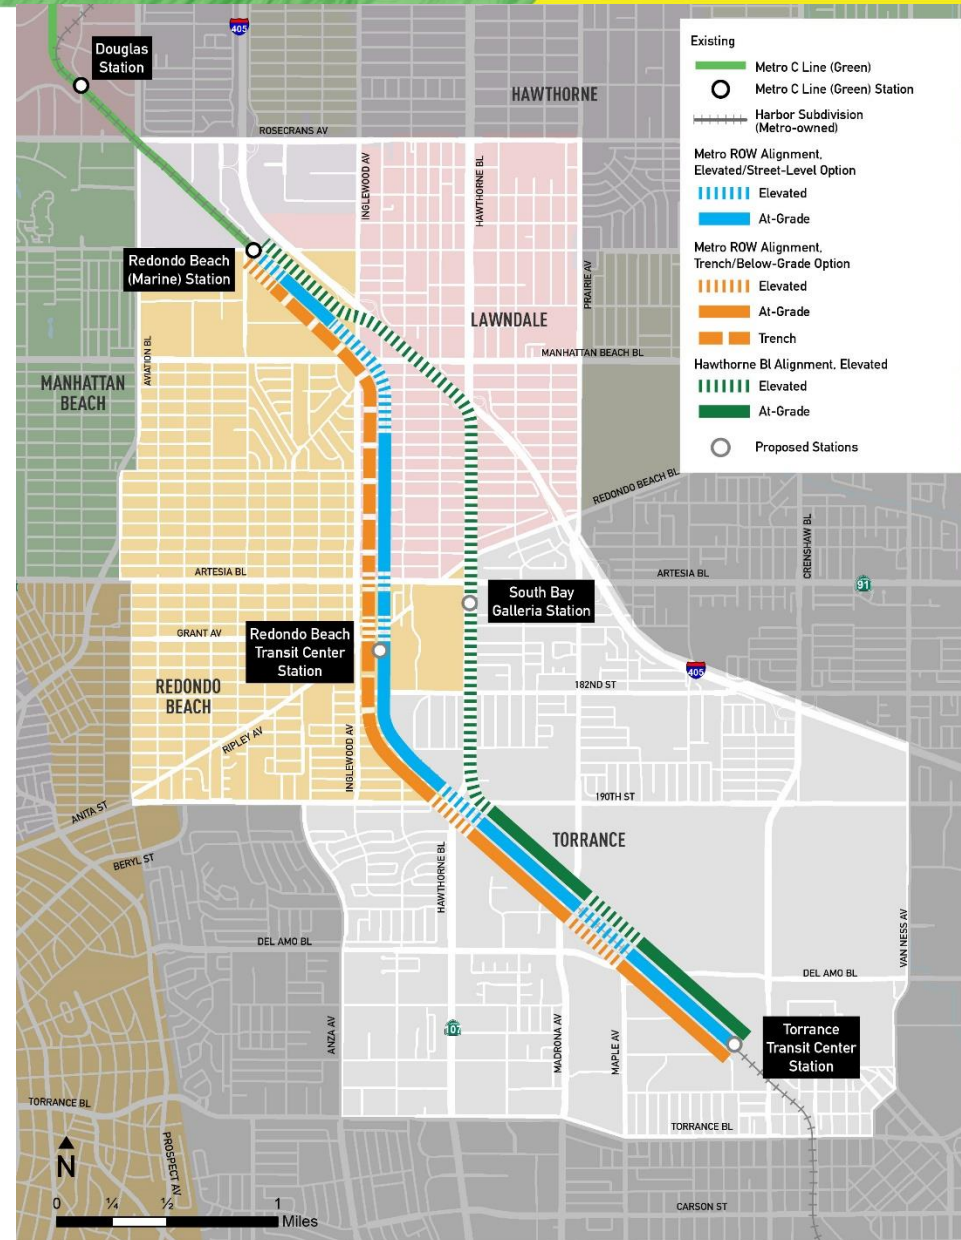 405
Douglas
Station
HAWTHORNE
ROSECRANS AV
INGLEWOOD AV
HAWTHORNE BL
Redondo Beach
(Marine) Station
PRAIRIE AV
LAWNDALE
AVIATION BL
MANHATTAN BEACH BL
MANHATTAN
BEACH
Existing
Metro C Line (Green)
Metro C Line (Green) Station
Harbor Subdivision
(Metro-owned)
Metro ROW Alignment,
Elevated/Street-Level Option
Elevated
At-Grade
Metro ROW Alignment,
Trench/Below-Grade Option
Elevated
At-Grade
Trench
Hawthorne Bl Alignment, Elevated
Elevated
At-Grade
Proposed Stations
REDONDO BEACH BL
CRENSHAW BL
ARTESIA BL
ARTESIA BL
91
South Bay
Galleria Station
GRANT AV
Redondo Beach
Transit Center
Station
405
182ND ST
REDONDO
BEACH
RIPLEY AV
INGLEWOOD AV
190TH ST
ANITA ST
TORRANCE
BERYL ST
HAWTHORNE BL
DEL AMO BL
VAN NESS AV
DEL AMO BL
ANZA AV
107
MADRONA AV
MAPLE AV
Torrance
Transit Center
Station
TORRANCE BL
TORRANCE BL
PROSPECT AV
N
CARSON ST
0 ¼ ½ 1
Miles